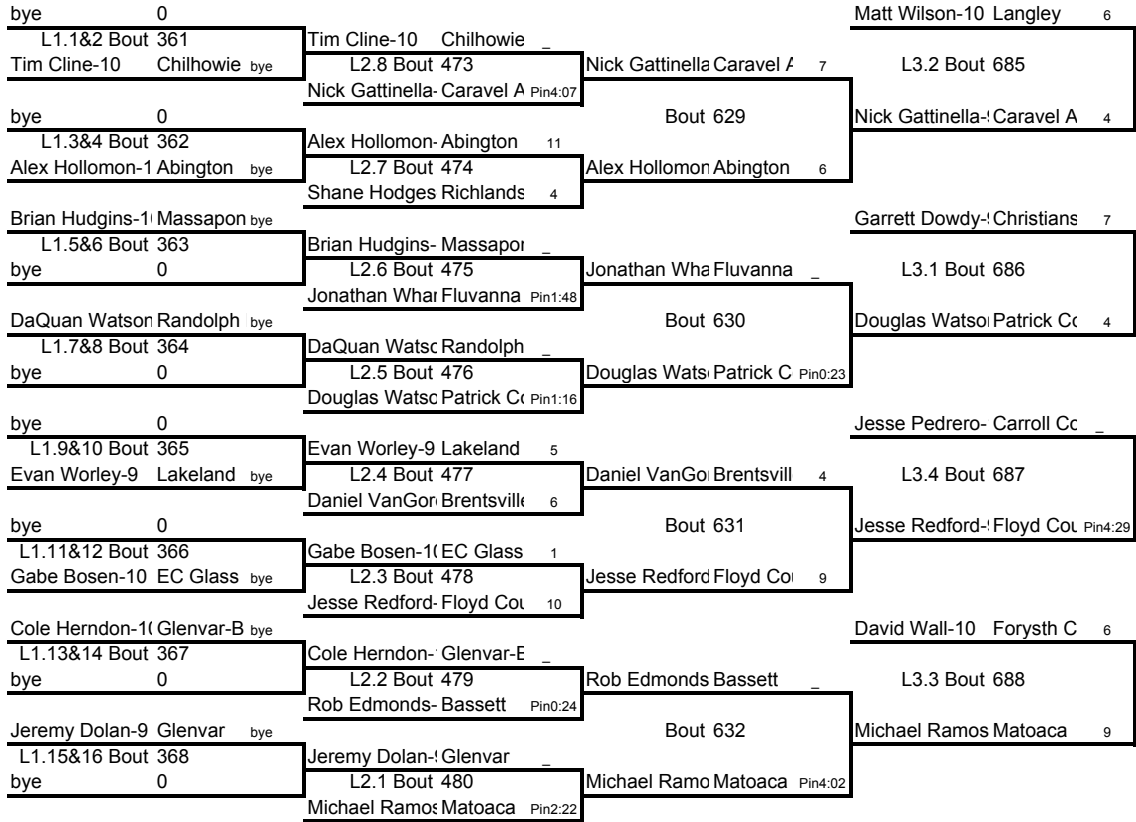 bye 0 Matt Wilson-10 Langley 6
L1.1&2 Bout 361 Tim Cline-10 Chilhowie _
Tim Cline-10 Chilhowie bye L2.8 Bout 473 Nick Gattinella Caravel A 7 L3.2 Bout 685
Nick Gattinella- Caravel A Pin4:07
bye 0 Bout 629 Nick Gattinella- Caravel A 4
L1.3&4 Bout 362 Alex Hollomon- Abington 11
Alex Hollomon-1 Abington bye L2.7 Bout 474 Alex Hollomon Abington 6
Shane Hodges Richlands 4
Brian Hudgins-1 Massapon bye Garrett Dowdy- Christians 7
L1.5&6 Bout 363 Brian Hudgins- Massapon _
bye 0 L2.6 Bout 475 Jonathan Wha Fluvanna _ L3.1 Bout 686
Jonathan Whar Fluvanna Pin1:48
DaQuan Watson Randolph bye Bout 630 Douglas Watso Patrick Co 4
L1.7&8 Bout 364 DaQuan Watso Randolph _
bye 0 L2.5 Bout 476 Douglas Wats Patrick C Pin0:23
Douglas Watso Patrick Co Pin1:16
bye 0 Jesse Pedrero- Carroll Co _
L1.9&10 Bout 365 Evan Worley-9 Lakeland 5
Evan Worley-9 Lakeland bye L2.4 Bout 477 Daniel VanGo Brentsvill 4 L3.4 Bout 687
Daniel VanGor Brentsville 6
bye 0 Bout 631 Jesse Redford- Floyd Cou Pin4:29
L1.11&12 Bout 366 Gabe Bosen-1( EC Glass 1
Gabe Bosen-10 EC Glass bye L2.3 Bout 478 Jesse Redford Floyd Cou 9
Jesse Redford- Floyd Cou 10
Cole Herndon-1( Glenvar-B bye David Wall-10 Forysth C 6
L1.13&14 Bout 367 Cole Herndon- Glenvar-B _
bye 0 L2.2 Bout 479 Rob Edmonds Bassett _ L3.3 Bout 688
Rob Edmonds- Bassett Pin0:24
Jeremy Dolan-9 Glenvar bye Bout 632 Michael Ramos Matoaca 9
L1.15&16 Bout 368 Jeremy Dolan- Glenvar _
bye 0 L2.1 Bout 480 Michael Ramo Matoaca Pin4:02
Michael Ramos Matoaca Pin2:22